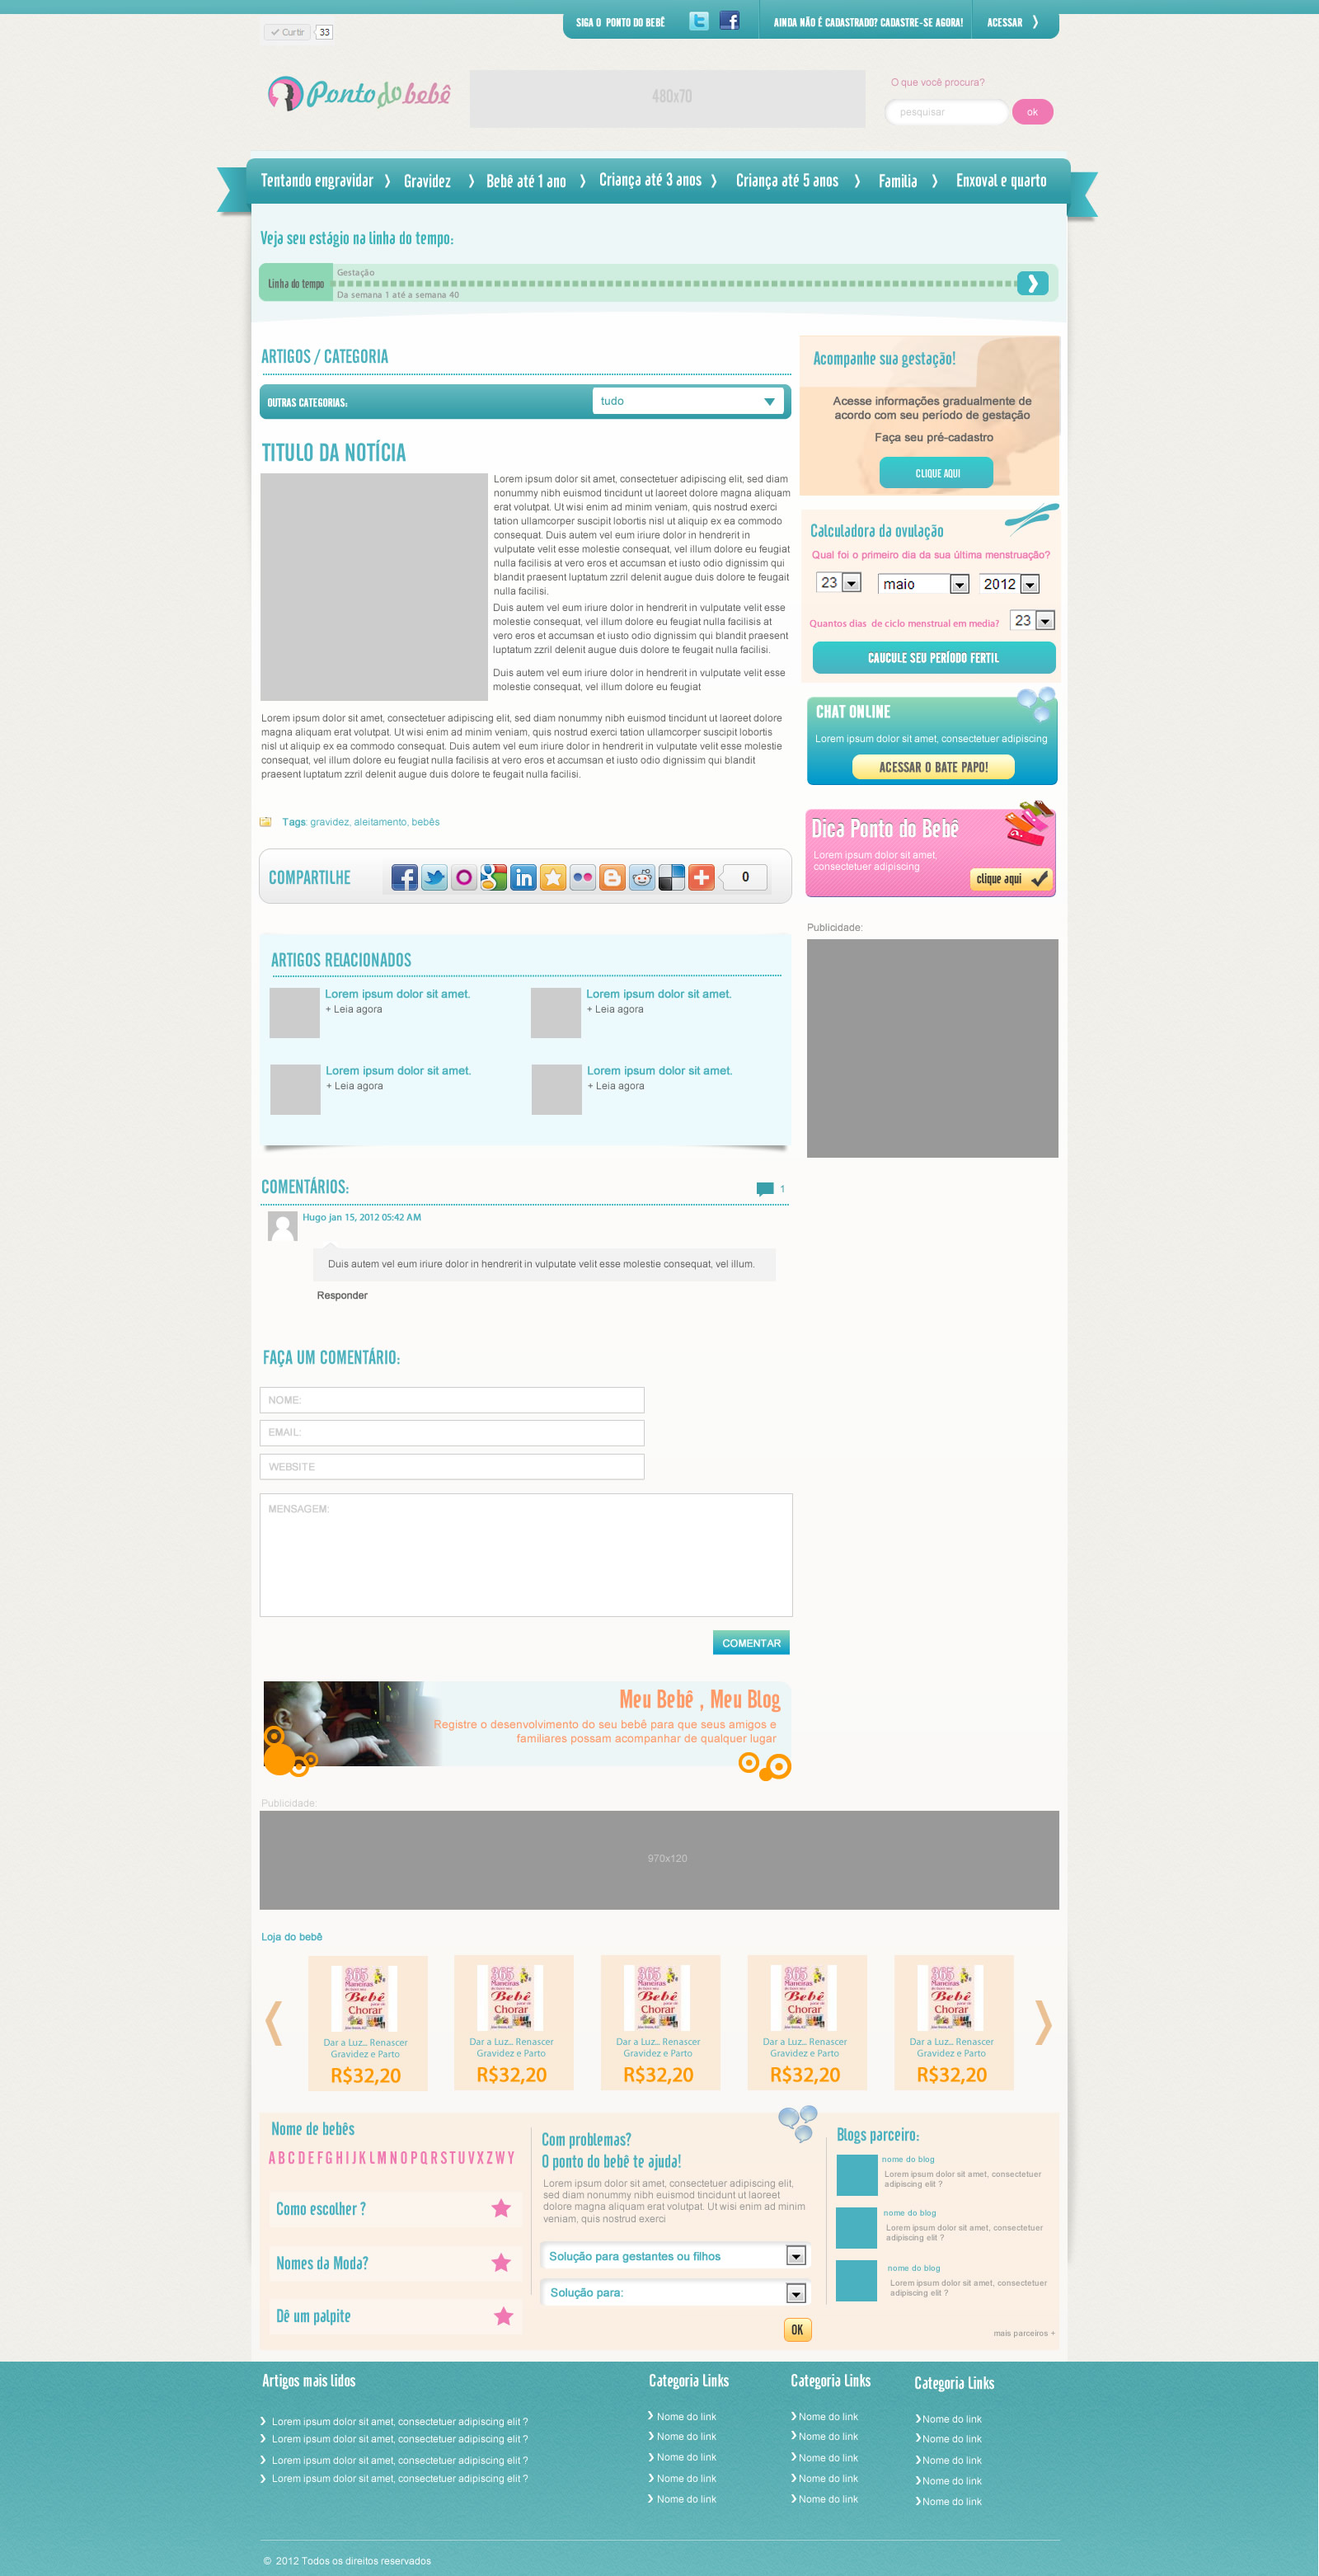 SIGA O PONTO DO BEBÊ
AINDA NÃO É CADASTRADO? CADASTRE-SE AGORA!
ACESSAR
Curtir
33
Ponto do bebê
480x70
O que você procura?
pesquisar
ok
Tentando engravidar
Gravidez
Bebê até 1 ano
Criança até 3 anos
Criança até 5 anos
Familia
Enxoval e quarto
Veja seu estágio na linha do tempo:
Linha do tempo
Gestação
Da semana 1 até a semana 40
ARTIGOS / CATEGORIA
OUTRAS CATEGORIAS:
tudo
TITULO DA NOTÍCIA
Lorem ipsum dolor sit amet, consectetuer adipiscing elit, sed diam
nonummy nibh euismod tincidunt ut laoreet dolore magna aliquam
erat volutpat. Ut wisi enim ad minim veniam, quis nostrud exerci
tation ullamcorper suscipit lobortis nisl ut aliquip ex ea commodo
consequat. Duis autem vel eum iriure dolor in hendrerit in
vulputate velit esse molestie consequat, vel illum dolore eu feugiat
nulla facilisis at vero eros et accumsan et iusto odio dignissim qui
blandit praesent luptatum zzril delenit augue duis dolore te feugait
nulla facilisi.
Duis autem vel eum iriure dolor in hendrerit in vulputate velit esse
molestie consequat, vel illum dolore eu feugiat nulla facilisis at
vero eros et accumsan et iusto odio dignissim qui blandit praesent
luptatum zzril delenit augue duis dolore te feugait nulla facilisi.
Duis autem vel eum iriure dolor in hendrerit in vulputate velit esse
molestie consequat, vel illum dolore eu feugiat
Lorem ipsum dolor sit amet, consectetuer adipiscing elit, sed diam nonummy nibh euismod tincidunt ut laoreet dolore
magna aliquam erat volutpat. Ut wisi enim ad minim veniam, quis nostrud exerci tation ullamcorper suscipit lobortis
nisl ut aliquip ex ea commodo consequat. Duis autem vel eum iriure dolor in hendrerit in vulputate velit esse molestie
consequat, vel illum dolore eu feugiat nulla facilisis at vero eros et accumsan et iusto odio dignissim qui blandit
praesent luptatum zzril delenit augue duis dolore te feugait nulla facilisi.
Tags: gravidez, aleitamento, bebês
COMPARTILHE
0
ARTIGOS RELACIONADOS
Lorem ipsum dolor sit amet.
+ Leia agora
Lorem ipsum dolor sit amet.
+ Leia agora
Lorem ipsum dolor sit amet.
+ Leia agora
Lorem ipsum dolor sit amet.
+ Leia agora
COMENTÁRIOS:
1
Hugo jan 15, 2012 05:42 AM
Duis autem vel eum iriure dolor in hendrerit in vulputate velit esse molestie consequat, vel illum.
Responder
FAÇA UM COMENTÁRIO:
NOME:
EMAIL:
WEBSITE
MENSAGEM:
COMENTAR
Meu Bebê , Meu Blog
Registre o desenvolvimento do seu bebê para que seus amigos e
familiares possam acompanhar de qualquer lugar
Acompanhe sua gestação!
Acesse informações gradualmente de
acordo com seu período de gestação
Faça seu pré-cadastro
CLIQUE AQUI
Calculadora da ovulação
Qual foi o primeiro dia da sua última menstruação?
23
maio
2012
Quantos dias de ciclo menstrual em media?
23
CAUCULE SEU PERÍODO FERTIL
CHAT ONLINE
Lorem ipsum dolor sit amet, consectetuer adipiscing
ACESSAR O BATE PAPO!
Dica Ponto do Bebê
Lorem ipsum dolor sit amet,
consectetuer adipiscing
clique aqui
Publicidade:
Publicidade:
970x120
Loja do bebê
365
Maneiras
Bebê
Chorar
Dar a Luz... Renascer
Gravidez e Parto
R$32,20
365
Maneiras
Bebê
Chorar
Dar a Luz... Renascer
Gravidez e Parto
R$32,20
365
Maneiras
Bebê
Chorar
Dar a Luz... Renascer
Gravidez e Parto
R$32,20
365
Maneiras
Bebê
Chorar
Dar a Luz... Renascer
Gravidez e Parto
R$32,20
365
Maneiras
Bebê
Chorar
Dar a Luz... Renascer
Gravidez e Parto
R$32,20
Nome de bebês
A B C D E F G H I J K L M N O P Q R S T U V X Z W Y
Como escolher ?
Nomes da Moda?
Dê um palpite
Com problemas?
O ponto do bebê te ajuda!
Lorem ipsum dolor sit amet, consectetuer adipiscing elit,
sed diam nonummy nibh euismod tincidunt ut laoreet
dolore magna aliquam erat volutpat. Ut wisi enim ad minim
veniam, quis nostrud exerci
Solução para gestantes ou filhos
Solução para:
OK
Blogs parceiro:
nome do blog
Lorem ipsum dolor sit amet, consectetuer
adipiscing elit ?
nome do blog
Lorem ipsum dolor sit amet, consectetuer
adipiscing elit ?
nome do blog
Lorem ipsum dolor sit amet, consectetuer
adipiscing elit ?
mais parceiros +
Artigos mais lidos
Lorem ipsum dolor sit amet, consectetuer adipiscing elit ?
Lorem ipsum dolor sit amet, consectetuer adipiscing elit ?
Lorem ipsum dolor sit amet, consectetuer adipiscing elit ?
Lorem ipsum dolor sit amet, consectetuer adipiscing elit ?
Categoria Links
Nome do link
Nome do link
Nome do link
Nome do link
Nome do link
Categoria Links
Nome do link
Nome do link
Nome do link
Nome do link
Nome do link
Categoria Links
Nome do link
Nome do link
Nome do link
Nome do link
Nome do link
© 2012 Todos os direitos reservados